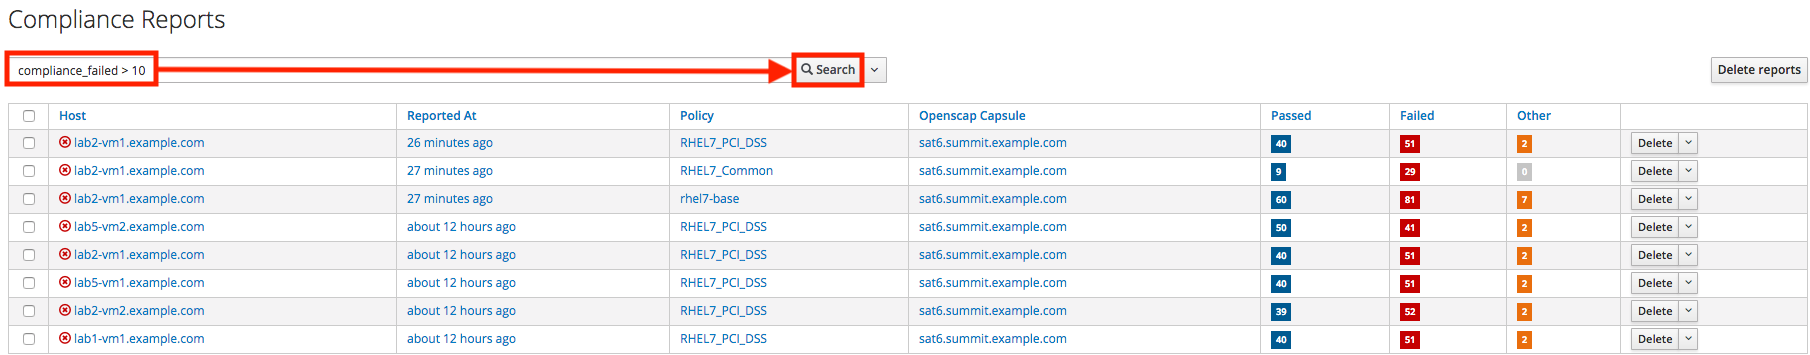 Compliance Reports
compliance_failed > 10 Search Delete reports
Host Reported At Policy Openscap Capsule Passed Failed Other
lab2-vm1.example.com 26 minutes ago RHEL7_PCI_DSS sat6.summit.example.com 40 51 2 Delete
lab2-vm1.example.com 27 minutes ago RHEL7_Common sat6.summit.example.com 9 29 0 Delete
lab2-vm1.example.com 27 minutes ago rhel7-base sat6.summit.example.com 60 81 7 Delete
lab5-vm2.example.com about 12 hours ago RHEL7_PCI_DSS sat6.summit.example.com 50 41 2 Delete
lab2-vm1.example.com about 12 hours ago RHEL7_PCI_DSS sat6.summit.example.com 40 51 2 Delete
lab5-vm1.example.com about 12 hours ago RHEL7_PCI_DSS sat6.summit.example.com 40 51 2 Delete
lab2-vm2.example.com about 12 hours ago RHEL7_PCI_DSS sat6.summit.example.com 39 52 2 Delete
lab1-vm1.example.com about 12 hours ago RHEL7_PCI_DSS sat6.summit.example.com 40 51 2 Delete